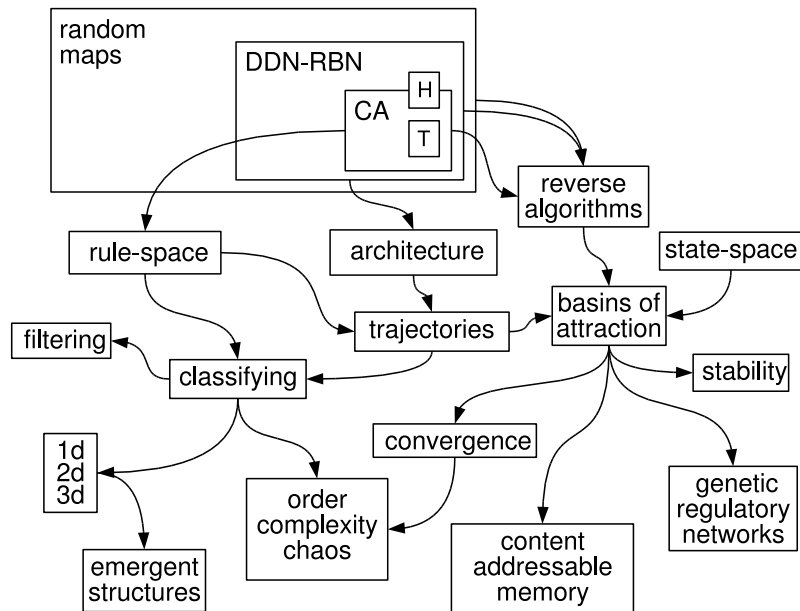 random
maps
DDN-RBN
H
CA
T
reverse
algorithms
rule-space
architecture
state-space
basins of
attraction
trajectories
filtering
classifying
stability
convergence
1d
2d
3d
order
complexity
chaos
genetic
regulatory
networks
content
addressable
memory
emergent
structures